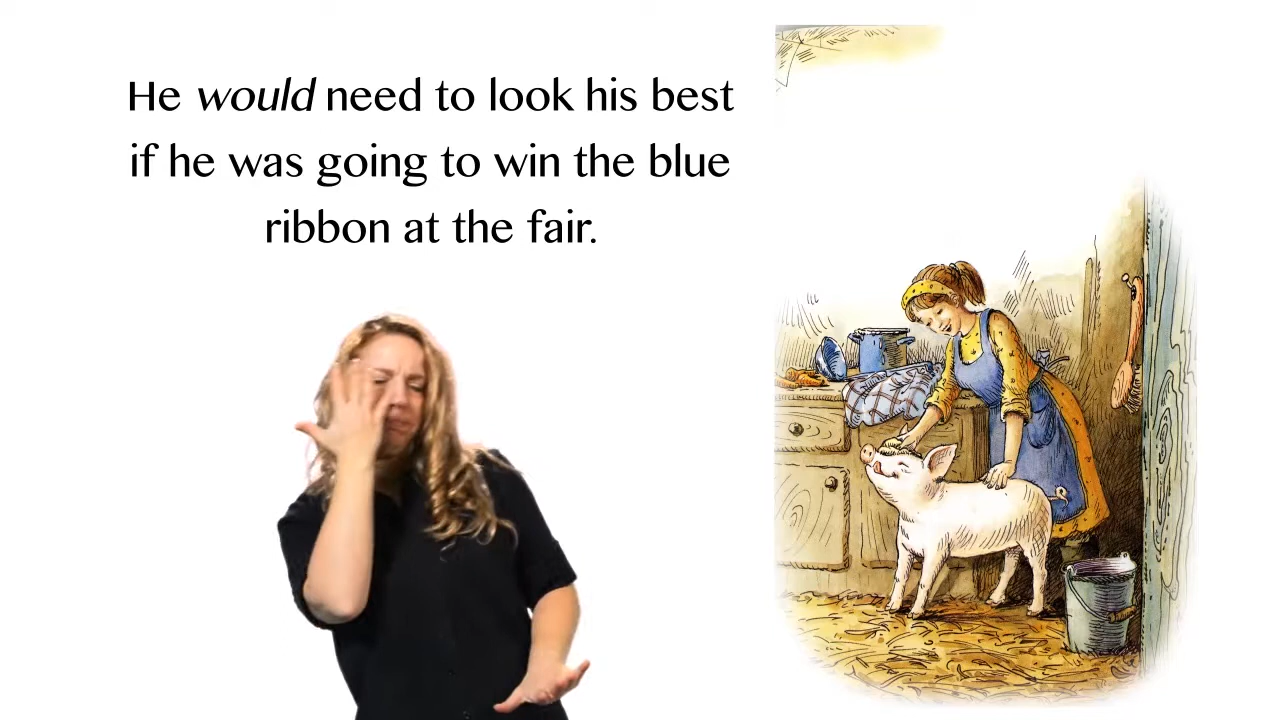 He would need to look his best
if he was going to win the blue
ribbon at the fair.